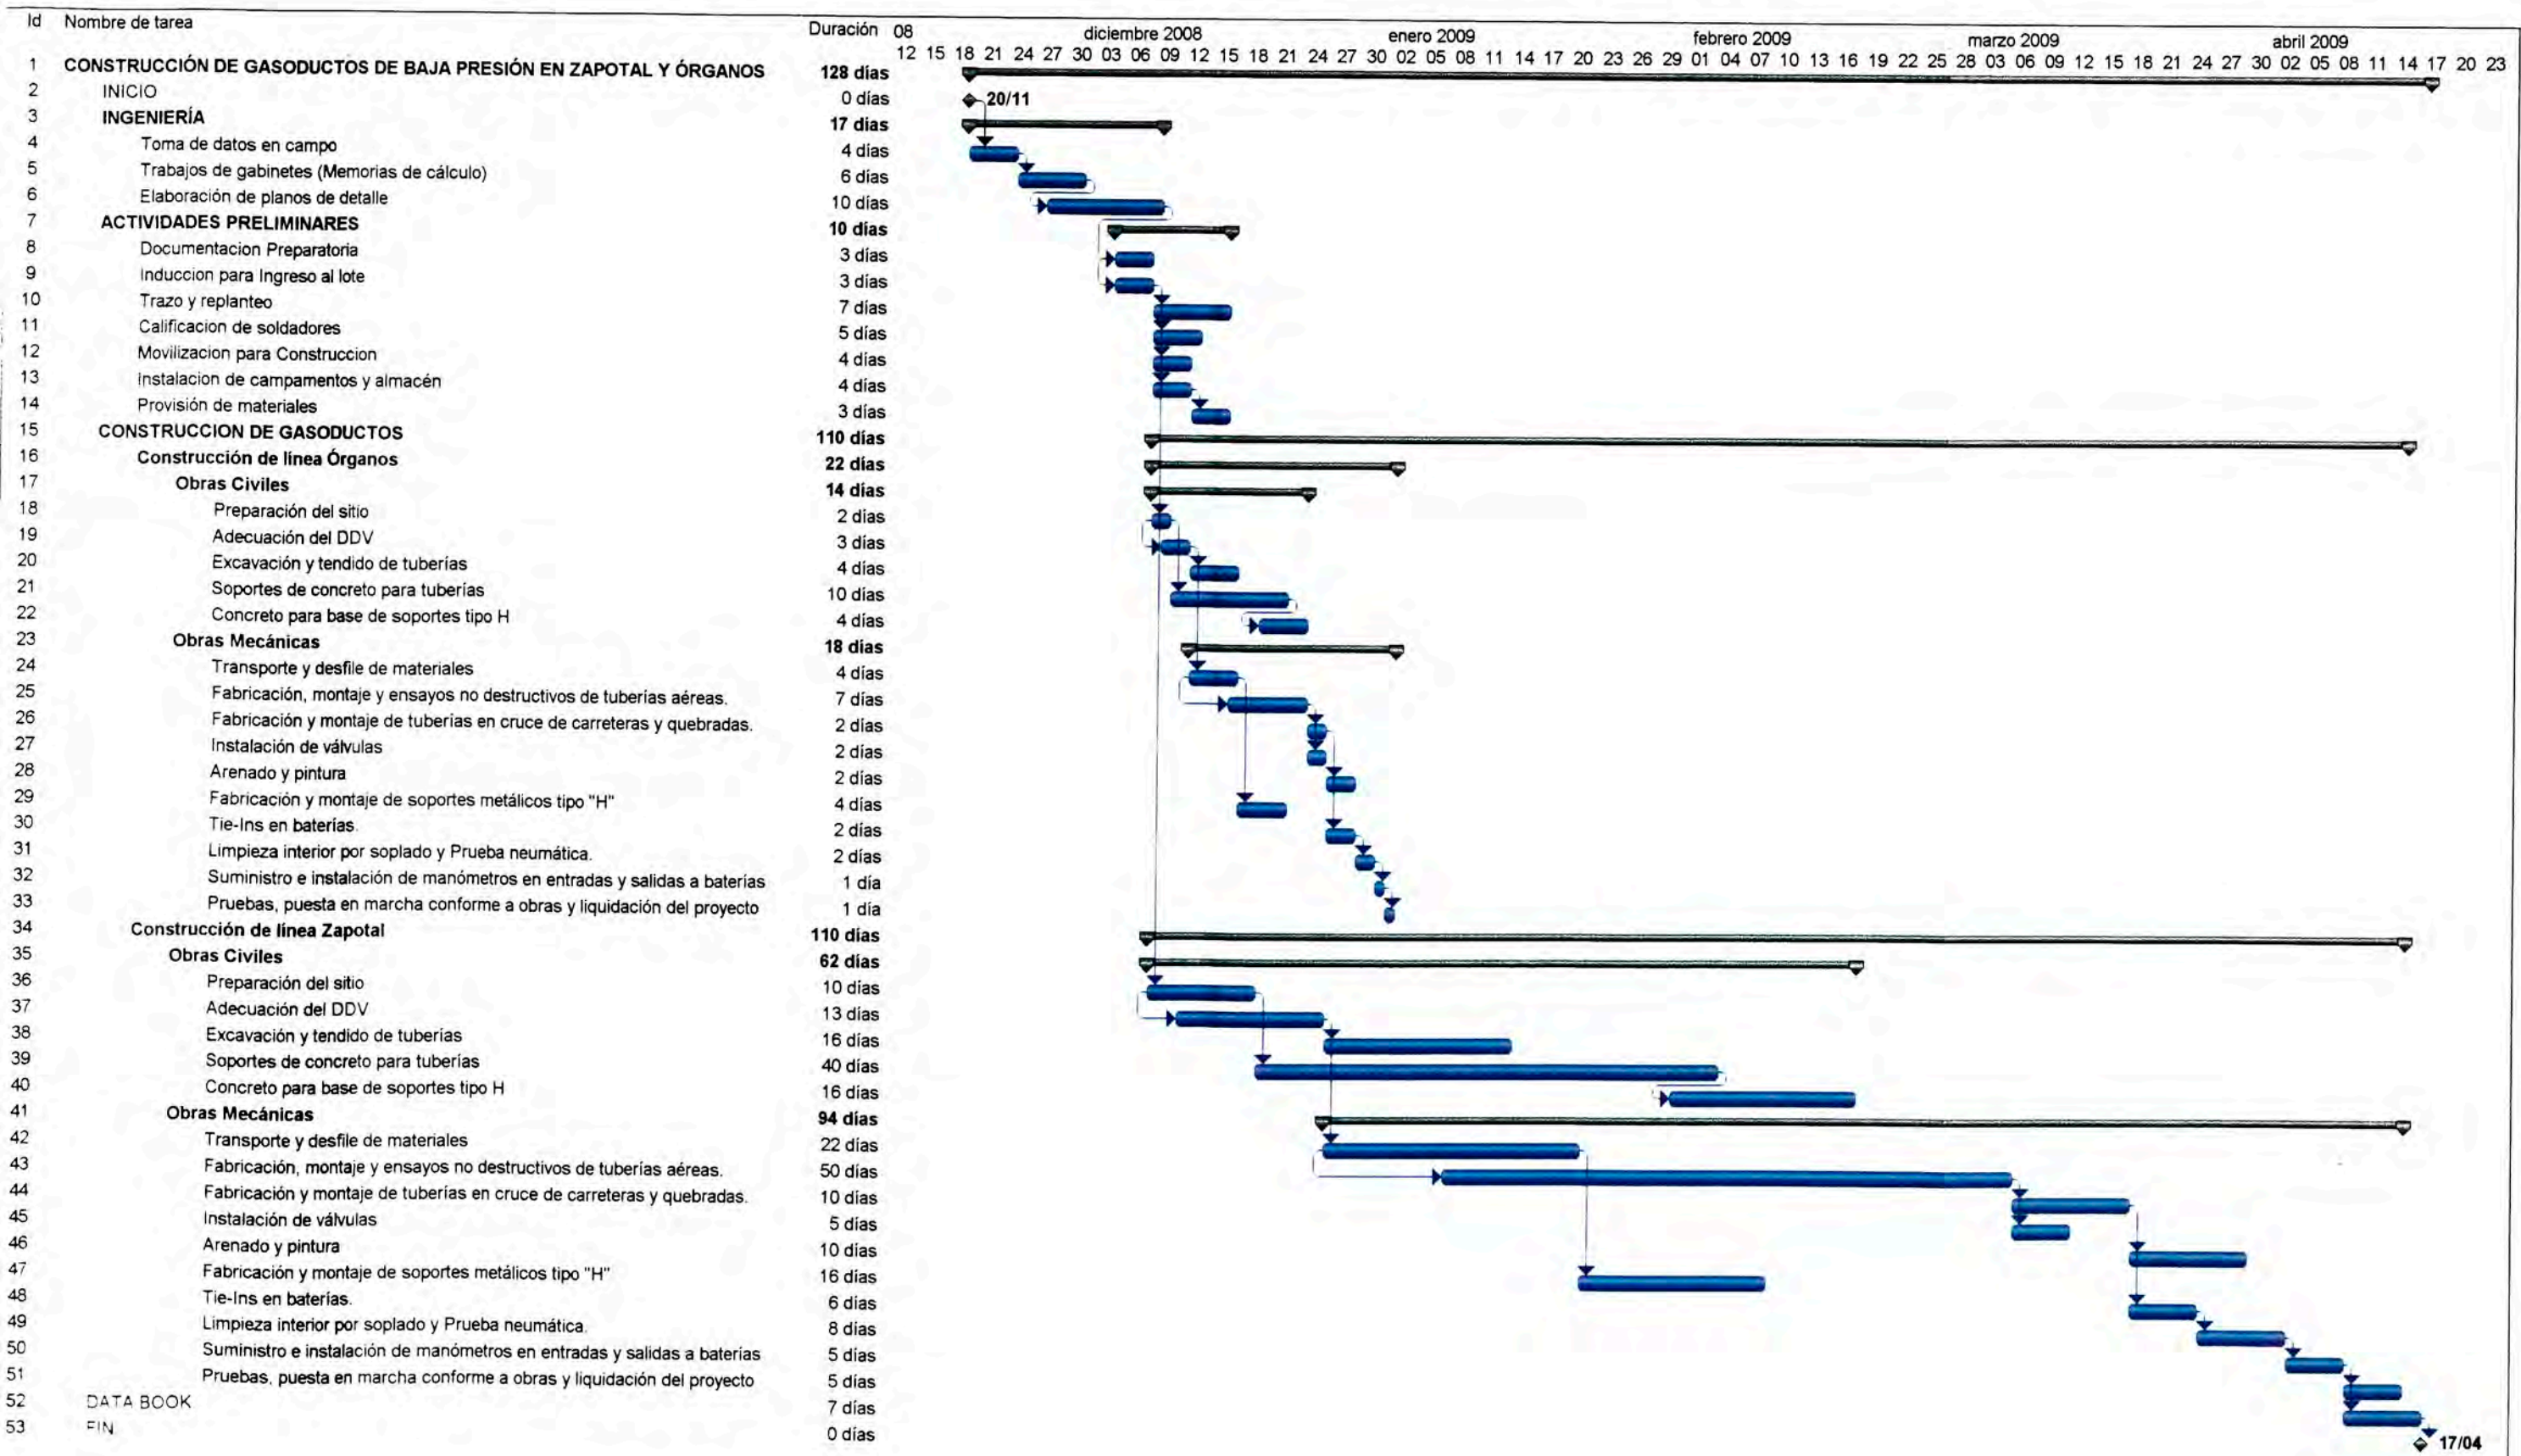 Id Nombre de tarea Duración 08 diciembre 2008 enero 2009 febrero 2009 marzo 2009 abril 2009
12 15 18 21 24 27 30 03 06 09 12 15 18 21 24 27 30 02 05 08 11 14 17 20 23 26 29 01 04 07 10 13 16 19 22 25 28 03 06 09 12 15 18 21 24 27 30 02 05 08 11 14 17 20 23
1 CONSTRUCCIÓN DE GASODUCTOS DE BAJA PRESIÓN EN ZAPOTAL Y ÓRGANOS 128 días
2 INICIO 0 días 20/11
3 INGENIERÍA 17 días
4 Toma de datos en campo 4 días
5 Trabajos de gabinetes (Memorias de cálculo) 6 días
6 Elaboración de planos de detalle 10 días
7 ACTIVIDADES PRELIMINARES 10 días
8 Documentacion Preparatoria 3 días
9 Induccion para Ingreso al lote 3 días
10 Trazo y replanteo 7 días
11 Calificacion de soldadores 5 días
12 Movilizacion para Construccion 4 días
13 Instalacion de campamentos y almacén 4 días
14 Provisión de materiales 3 días
15 CONSTRUCCION DE GASODUCTOS 110 días
16 Construcción de línea Órganos 22 días
17 Obras Civiles 14 días
18 Preparación del sitio 2 días
19 Adecuación del DDV 3 días
20 Excavación y tendido de tuberías 4 días
21 Soportes de concreto para tuberías 10 días
22 Concreto para base de soportes tipo H 4 días
23 Obras Mecánicas 18 días
24 Transporte y desfile de materiales 4 días
25 Fabricación, montaje y ensayos no destructivos de tuberías aéreas. 7 días
26 Fabricación y montaje de tuberías en cruce de carreteras y quebradas. 2 días
27 Instalación de válvulas 2 días
28 Arenado y pintura 2 días
29 Fabricación y montaje de soportes metálicos tipo "H" 4 días
30 Tie-Ins en baterías. 2 días
31 Limpieza interior por soplado y Prueba neumática. 2 días
32 Suministro e instalación de manómetros en entradas y salidas a baterías 1 día
33 Pruebas, puesta en marcha conforme a obras y liquidación del proyecto 1 día
34 Construcción de línea Zapotal 110 días
35 Obras Civiles 62 días
36 Preparación del sitio 10 días
37 Adecuación del DDV 13 días
38 Excavación y tendido de tuberías 16 días
39 Soportes de concreto para tuberías 40 días
40 Concreto para base de soportes tipo H 16 días
41 Obras Mecánicas 94 días
42 Transporte y desfile de materiales 22 días
43 Fabricación, montaje y ensayos no destructivos de tuberías aéreas. 50 días
44 Fabricación y montaje de tuberías en cruce de carreteras y quebradas. 10 días
45 Instalación de válvulas 5 días
46 Arenado y pintura 10 días
47 Fabricación y montaje de soportes metálicos tipo "H" 16 días
48 Tie-Ins en baterías. 6 días
49 Limpieza interior por soplado y Prueba neumática. 8 días
50 Suministro e instalación de manómetros en entradas y salidas a baterías 5 días
51 Pruebas, puesta en marcha conforme a obras y liquidación del proyecto 5 días
52 DATA BOOK 7 días
53 FIN 0 días 17/04